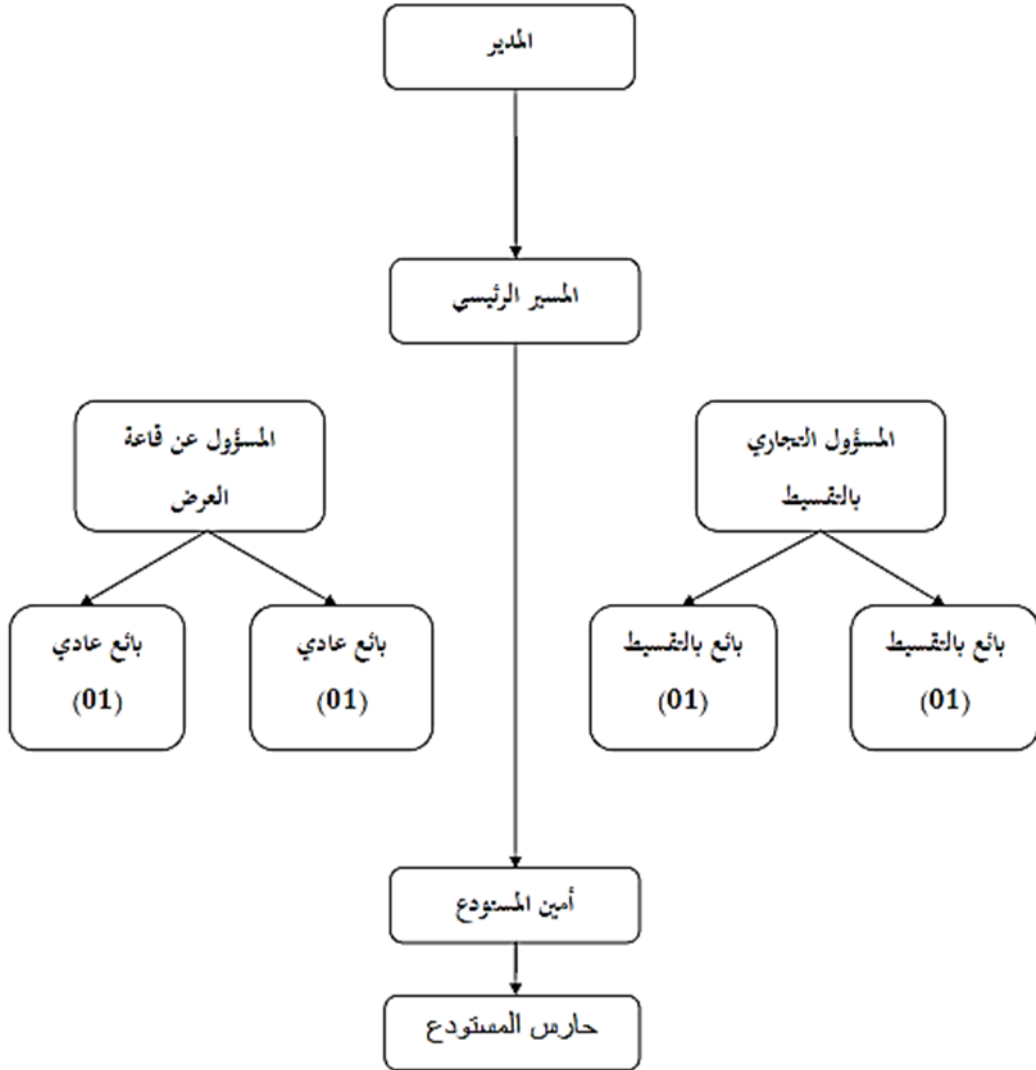 المدير
المسير الرئيسي
المسؤول التجاري
بالتقسيط
المسؤول عن قاعة
العرض
بائع بالتقسيط
(01)
بائع بالتقسيط
(01)
بائع عادي
(01)
بائع عادي
(01)
أمين المستودع
حارس المستودع